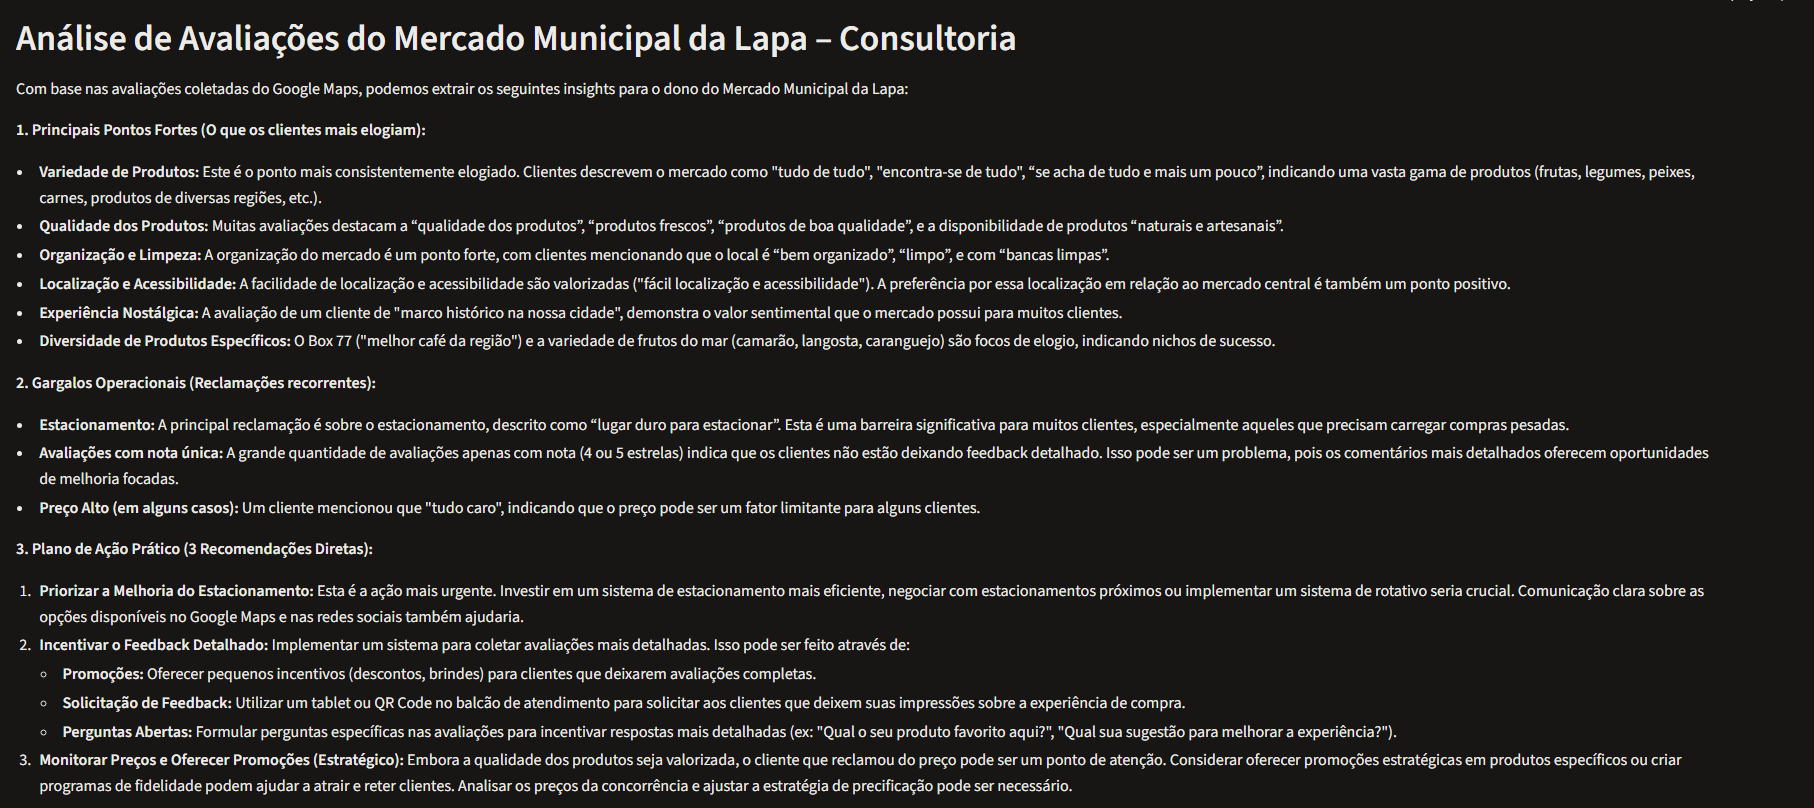 Análise de Avaliações do Mercado Municipal da Lapa – Consultoria
Com base nas avaliações coletadas do Google Maps, podemos extrair os seguintes insights para o dono do Mercado Municipal da Lapa:
1. Principais Pontos Fortes (O que os clientes mais elogiam):
• Variedade de Produtos: Este é o ponto mais consistentemente elogiado. Clientes descrevem o mercado como "tudo de tudo", "encontra-se de tudo", “se acha de tudo e mais um pouco”, indicando uma vasta gama de produtos (frutas, legumes, peixes,
carnes, produtos de diversas regiões, etc.).
• Qualidade dos Produtos: Muitas avaliações destacam a “qualidade dos produtos”, “produtos frescos”, “produtos de boa qualidade”, e a disponibilidade de produtos “naturais e artesanais”.
• Organização e Limpeza: A organização do mercado é um ponto forte, com clientes mencionando que o local é “bem organizado”, “limpo”, e com “bancas limpas”.
• Localização e Acessibilidade: A facilidade de localização e acessibilidade são valorizadas ("fácil localização e acessibilidade"). A preferência por essa localização em relação ao mercado central é também um ponto positivo.
• Experiência Nostálgica: A avaliação de um cliente de "marco histórico na nossa cidade", demonstra o valor sentimental que o mercado possui para muitos clientes.
• Diversidade de Produtos Específicos: O Box 77 ("melhor café da região") e a variedade de frutos do mar (camarão, langosta, caranguejo) são focos de elogio, indicando nichos de sucesso.
2. Gargalos Operacionais (Reclamações recorrentes):
• Estacionamento: A principal reclamação é sobre o estacionamento, descrito como “lugar duro para estacionar”. Esta é uma barreira significativa para muitos clientes, especialmente aqueles que precisam carregar compras pesadas.
• Avaliações com nota única: A grande quantidade de avaliações apenas com nota (4 ou 5 estrelas) indica que os clientes não estão deixando feedback detalhado. Isso pode ser um problema, pois os comentários mais detalhados oferecem oportunidades
de melhoria focadas.
• Preço Alto (em alguns casos): Um cliente mencionou que "tudo caro", indicando que o preço pode ser um fator limitante para alguns clientes.
3. Plano de Ação Prático (3 Recomendações Diretas):
1. Priorizar a Melhoria do Estacionamento: Esta é a ação mais urgente. Investir em um sistema de estacionamento mais eficiente, negociar com estacionamentos próximos ou implementar um sistema de rotativo seria crucial. Comunicação clara sobre as
opções disponíveis no Google Maps e nas redes sociais também ajudaria.
2. Incentivar o Feedback Detalhado: Implementar um sistema para coletar avaliações mais detalhadas. Isso pode ser feito através de:
◦ Promoções: Oferecer pequenos incentivos (descontos, brindes) para clientes que deixarem avaliações completas.
◦ Solicitação de Feedback: Utilizar um tablet ou QR Code no balcão de atendimento para solicitar aos clientes que deixem suas impressões sobre a experiência de compra.
◦ Perguntas Abertas: Formular perguntas específicas nas avaliações para incentivar respostas mais detalhadas (ex: "Qual o seu produto favorito aqui?", "Qual sua sugestão para melhorar a experiência?").
3. Monitorar Preços e Oferecer Promoções (Estratégico): Embora a qualidade dos produtos seja valorizada, o cliente que reclamou do preço pode ser um ponto de atenção. Considerar oferecer promoções estratégicas em produtos específicos ou criar
programas de fidelidade podem ajudar a atrair e reter clientes. Analisar os preços da concorrência e ajustar a estratégia de precificação pode ser necessário.